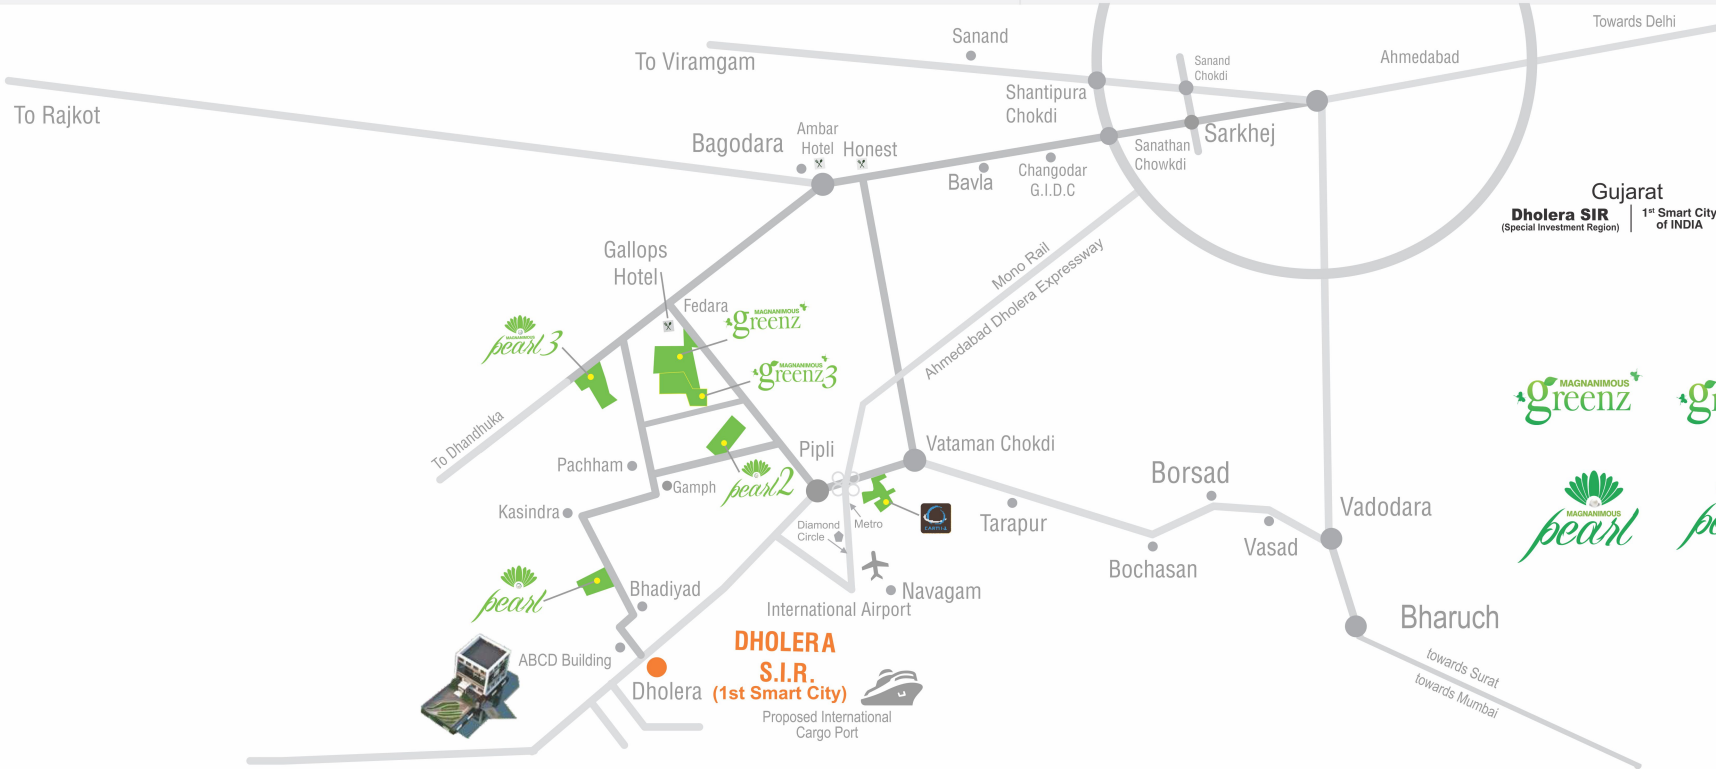 Towards Delhi
Sanand
Ahmedabad
To Viramgam
Sanand
Chokdi
Shantipura
Chokdi
To Rajkot
Ambar
Hotel
Bagodara
Honest
Sarkhej
Sanathan
Chowkdi
Changodar
G.I.D.C
Bavla
Gujarat
Dholera SIR
(Special Investment Region)
1st Smart City
of INDIA
Gallops
Hotel
Mono Rail
Ahmedabad Dholera Expressway
Fedara
MAGNANIMOUS
greenz
MAGNANIMOUS
pearl 3
MAGNANIMOUS
greenz3
MAGNANIMOUS
greenz
To Dhandhuka
Pipli
Vataman Chokdi
Pachham
Gamph
pearl 2
Borsad
Kasindra
Diamond
Circle
Metro
Tarapur
Vadodara
MAGNANIMOUS
pearl
Vasad
Bochasan
Bhadiyad
pearl
Navagam
International Airport
Bharuch
DHOLERA
S.I.R.
(1st Smart City)
ABCD Building
Dholera
towards Surat
towards Mumbai
Proposed International
Cargo Port